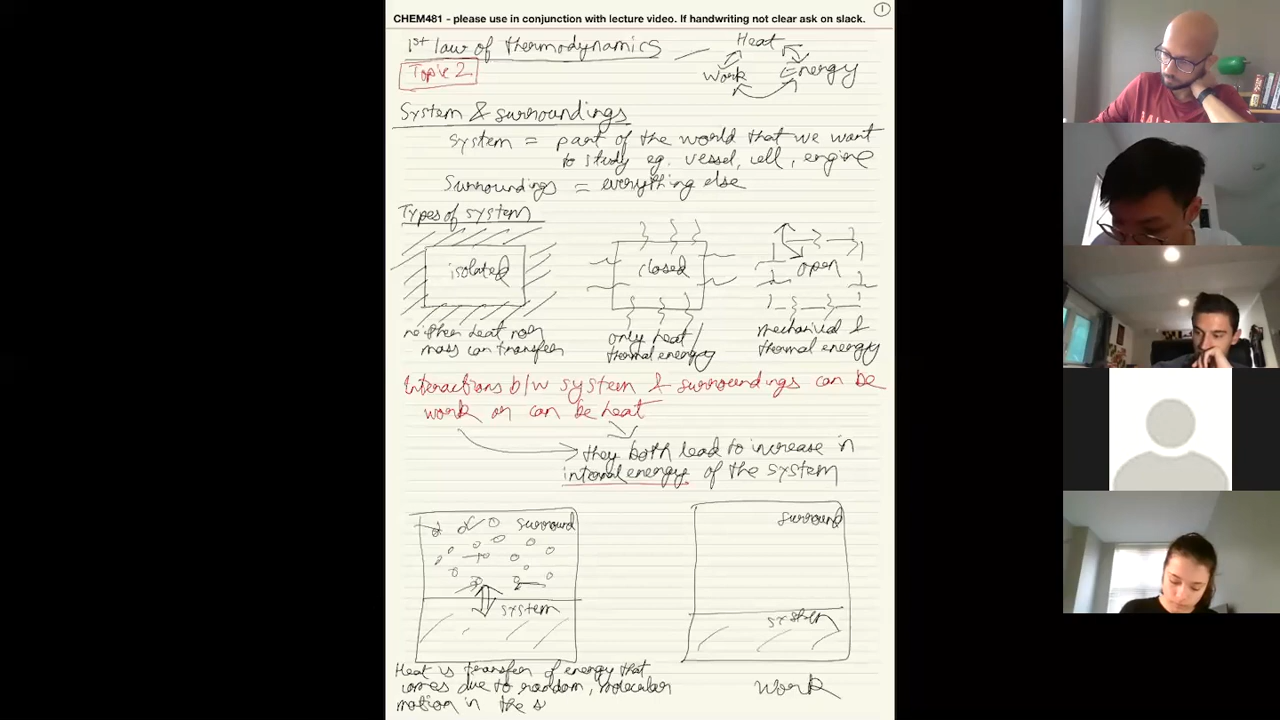 1
CHEM481 - please use in conjunction with lecture video. If handwriting not clear ask on slack.
1st law of thermodynamics
Heat
Work Energy
Topic 2
System & surroundings
System = part of the world that we want
to study eg. vessel, cell, engine
Surroundings = everything else
Types of system
isolated
closed
open
neither heat nor
mass can transfer
only heat /
thermal energy
mechanical &
thermal energy
Interactions b/w system & surroundings can be
work or can be heat
they both lead to increase in
internal energy of the system
surround
system
surround
system
Heat is transfer of energy that
comes due to random, molecular
motion in the s
work